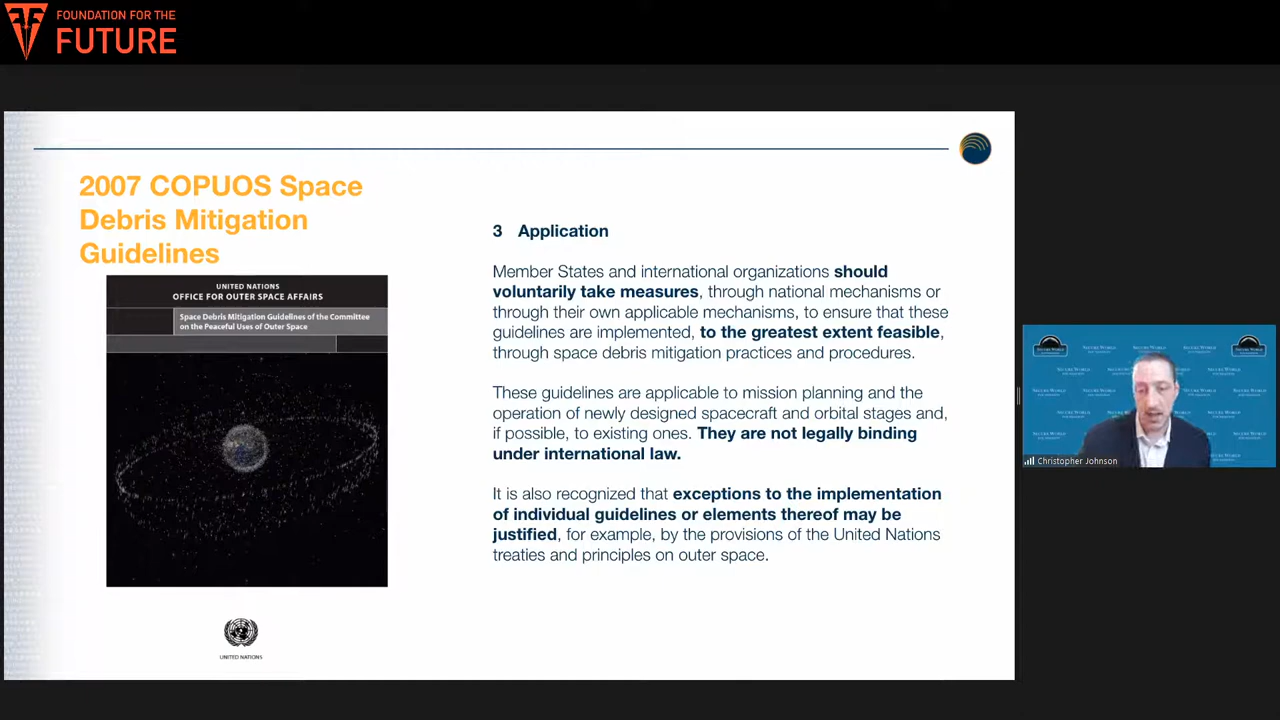 FOUNDATION FOR THE
FUTURE
2007 COPUOS Space
Debris Mitigation
Guidelines
UNITED NATIONS
OFFICE FOR OUTER SPACE AFFAIRS
Space Debris Mitigation Guidelines of the Committee
on the Peaceful Uses of Outer Space
UNITED NATIONS
3 Application
Member States and international organizations should
voluntarily take measures, through national mechanisms or
through their own applicable mechanisms, to ensure that these
guidelines are implemented, to the greatest extent feasible,
through space debris mitigation practices and procedures.
These guidelines are applicable to mission planning and the
operation of newly designed spacecraft and orbital stages and,
if possible, to existing ones. They are not legally binding
under international law.
It is also recognized that exceptions to the implementation
of individual guidelines or elements thereof may be
justified, for example, by the provisions of the United Nations
treaties and principles on outer space.
Secure World
Foundation
Christopher Johnson